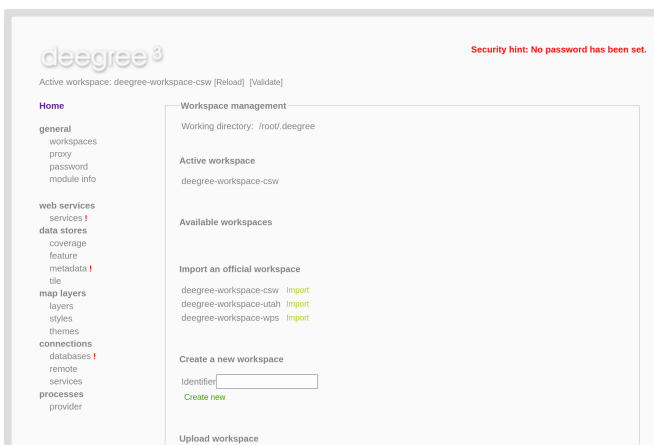 deegree 3
Security hint: No password has been set.
Active workspace: deegree-workspace-csw [Reload] [Validate]
Home
general
workspaces
proxy
password
module info
web services
services !
data stores
coverage
feature
metadata !
tile
map layers
layers
styles
themes
connections
databases !
remote
services
processes
provider
Workspace management
Working directory: /root/.deegree
Active workspace
deegree-workspace-csw
Available workspaces
Import an official workspace
deegree-workspace-csw Import
deegree-workspace-utah Import
deegree-workspace-wps Import
Create a new workspace
Identifier
Create new
Upload workspace